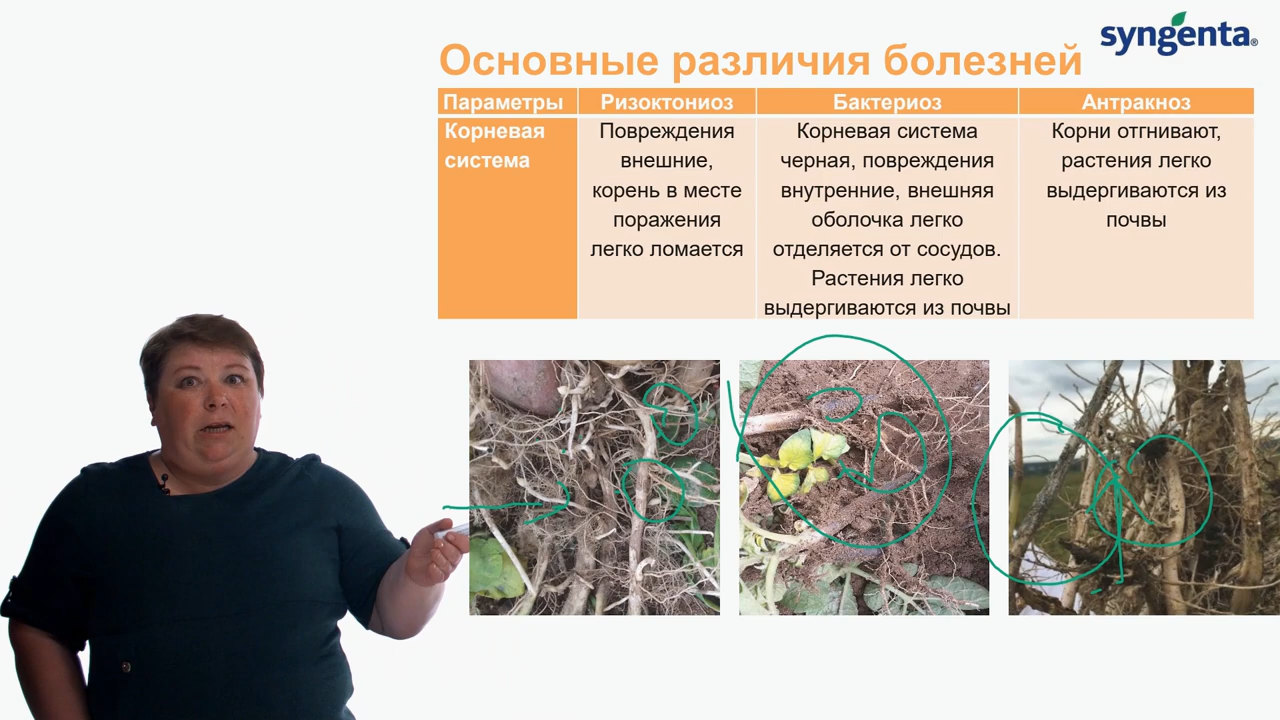 syngenta®
Основные различия болезней
Параметры Ризоктониоз Бактериоз Антракноз
Корневая
система
Повреждения
внешние,
корень в месте
поражения
легко ломается
Корневая система
черная, повреждения
внутренние, внешняя
оболочка легко
отделяется от сосудов.
Растения легко
выдергиваются из почвы
Корни отгнивают,
растения легко
выдергиваются из
почвы